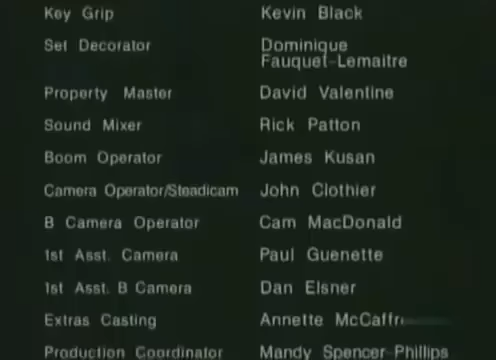 Key Grip Kevin Black
Set Decorator Dominique
Fauquet-Lemaitre
Property Master David Valentine
Sound Mixer Rick Patton
Boom Operator James Kusan
Camera Operator/Steadicam John Clothier
B Camera Operator Cam MacDonald
1st Asst. Camera Paul Guenette
1st Asst. B Camera Dan Elsner
Extras Casting Annette
Production Coordinator Mandy Spencer-Phillips